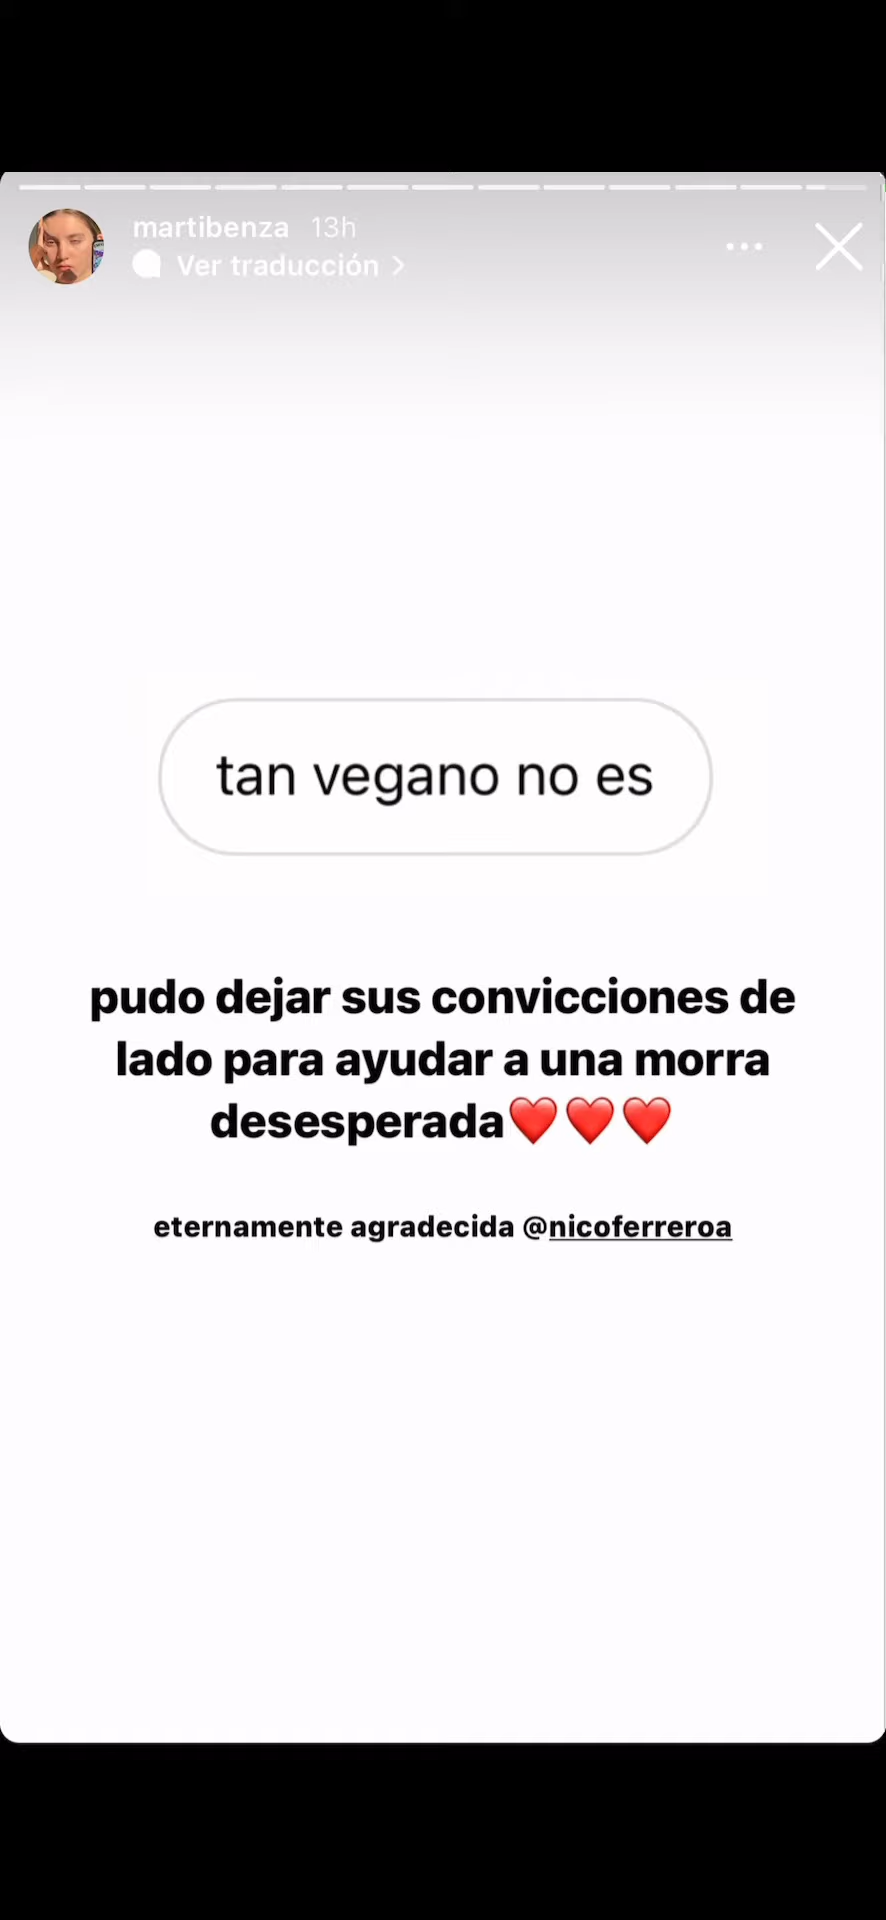 martibenza 13h
Ver traducción
tan vegano no es
pudo dejar sus convicciones de
lado para ayudar a una morra
desesperada❤️❤️❤️
eternamente agradecida @nicoferreroa